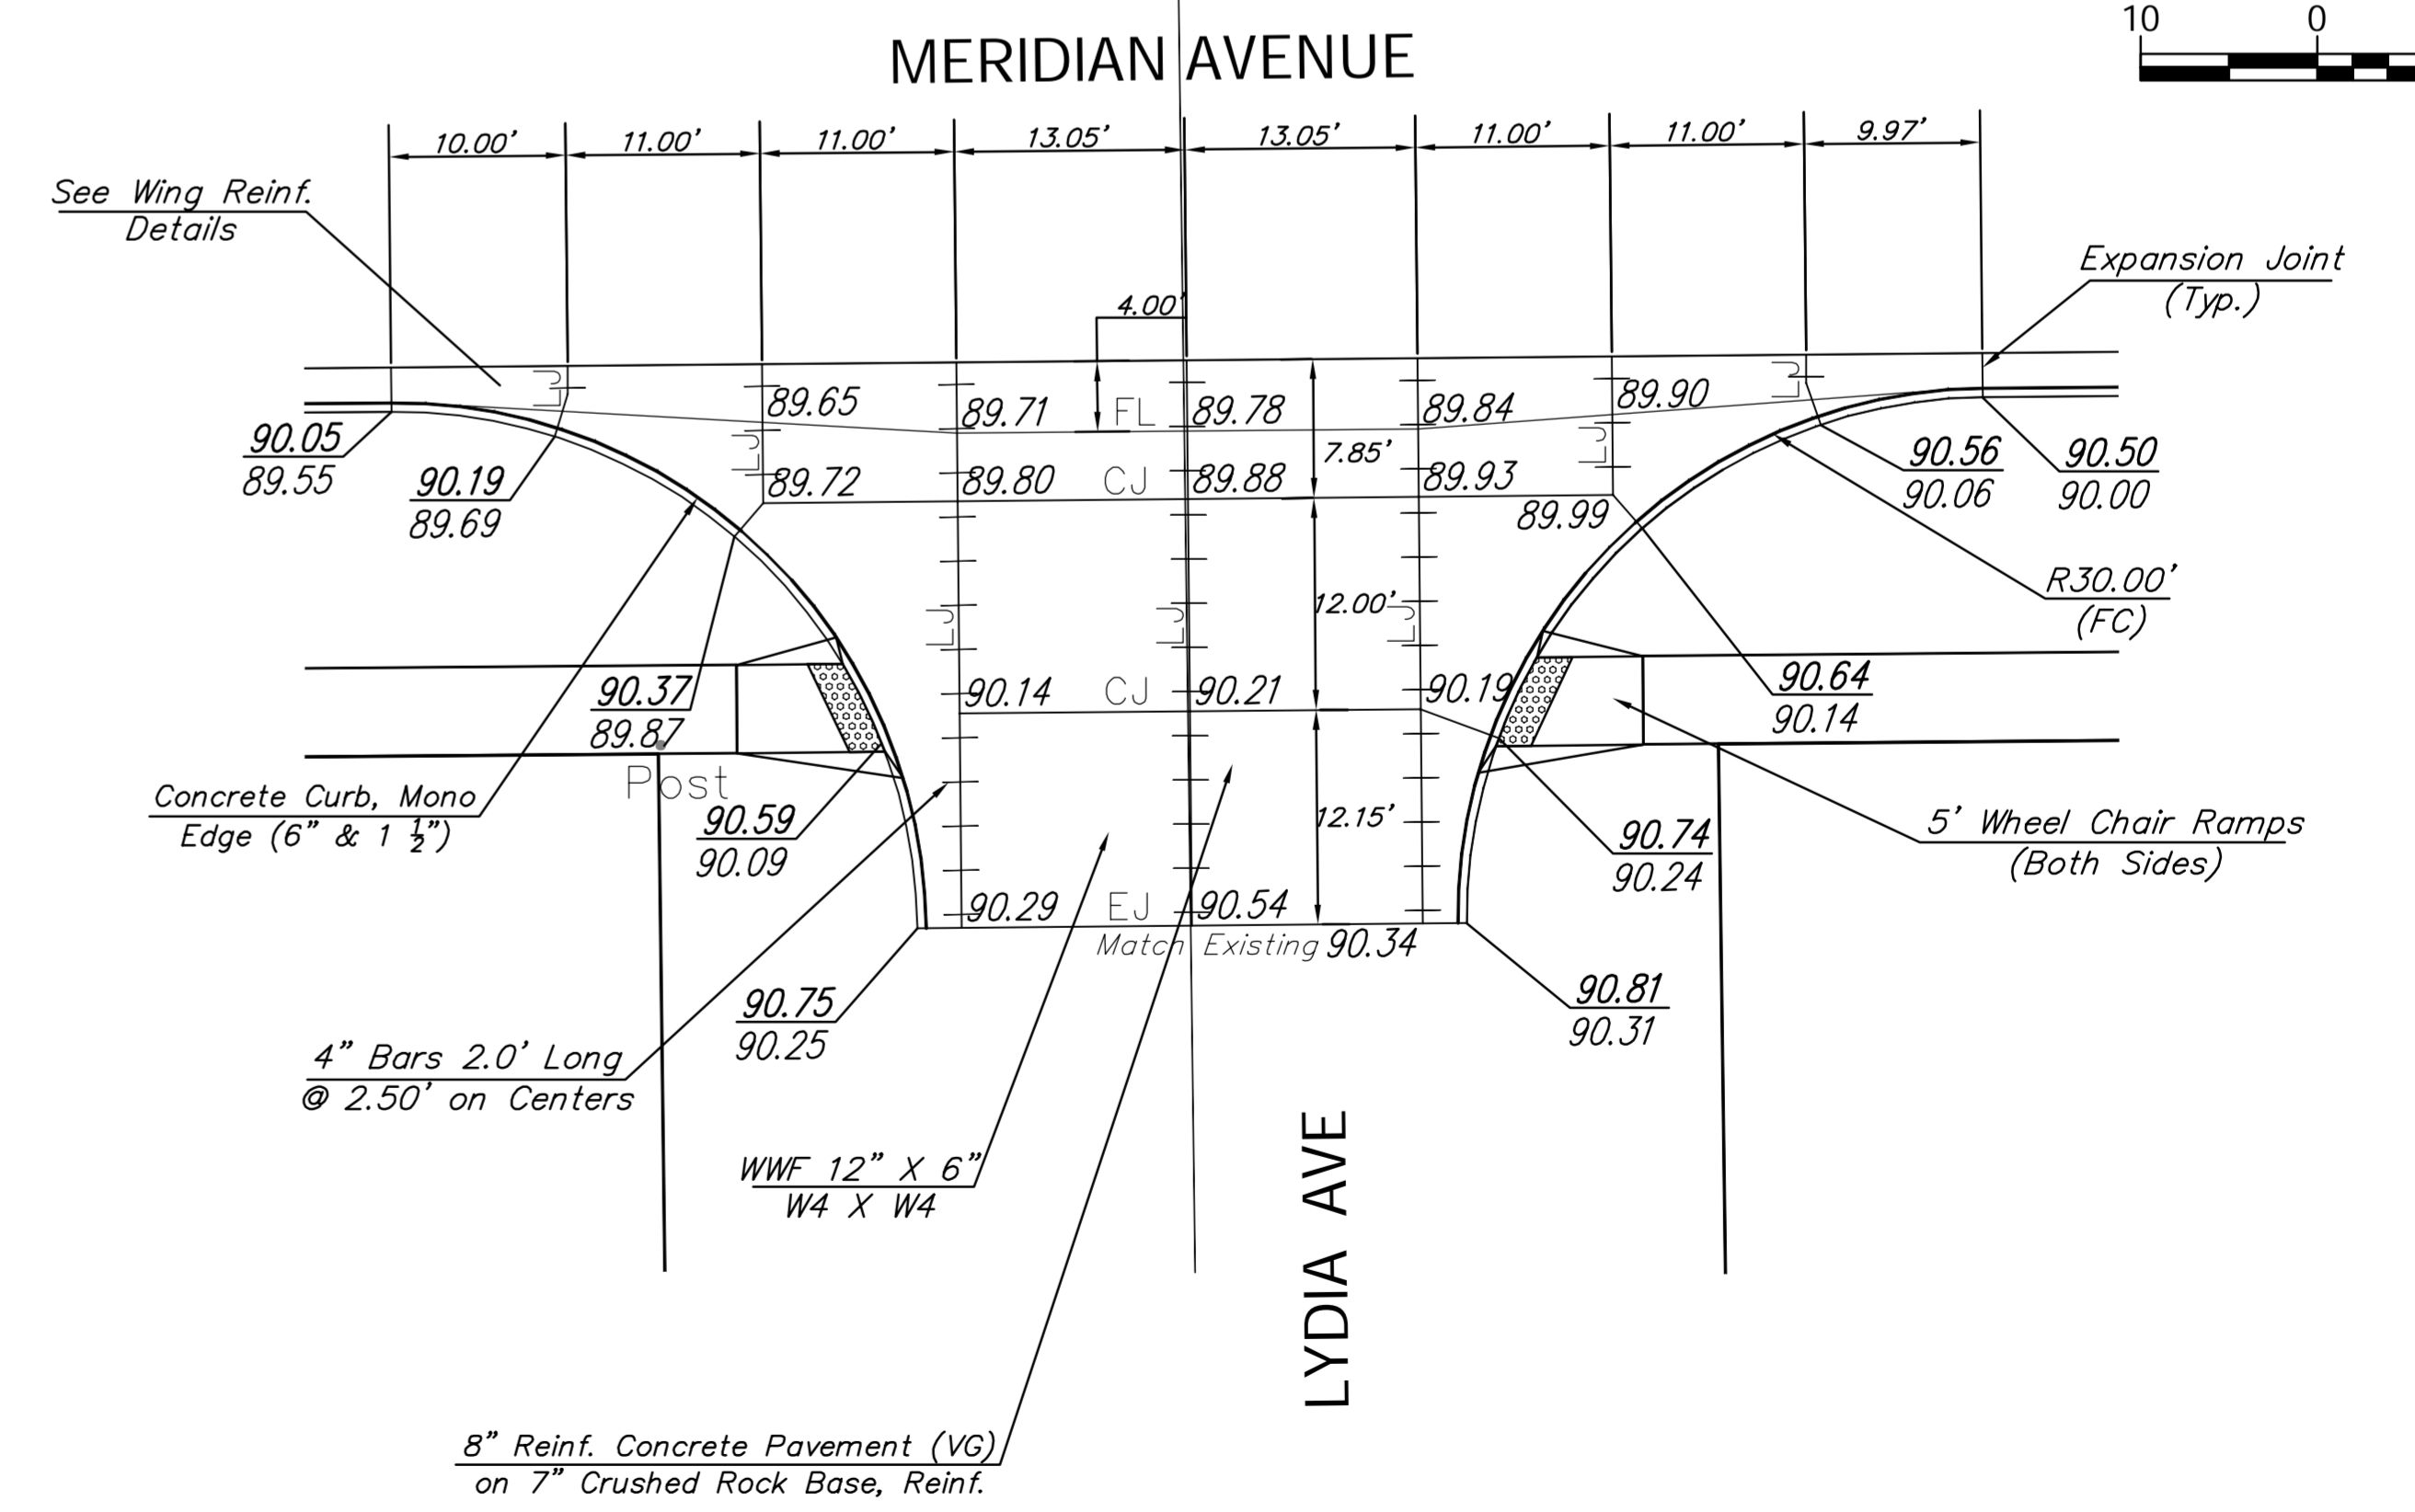 10 0
MERIDIAN AVENUE
10.00' 11.00' 11.00' 13.05' 13.05' 11.00' 11.00' 9.97'
See Wing Reinf.
Details
Expansion Joint
(Typ.)
4.00'
LJ
LJ
89.65
89.71
FL
89.78
89.84
89.90
90.05
89.55
90.19
89.69
LJ
7.85'
LJ
90.56
90.06
90.50
90.00
89.72
89.80
CJ
89.88
89.93
89.99
R30.00'
(FC)
LJ
LJ
12.00'
LJ
90.37
89.87
90.14
CJ
90.21
90.19
90.64
90.14
Post
Concrete Curb, Mono
Edge (6" & 1 1/2")
90.59
90.09
12.15'
90.74
90.24
5' Wheel Chair Ramps
(Both Sides)
90.29
EJ
90.54
Match Existing
90.34
90.75
90.25
90.81
90.31
4" Bars 2.0' Long
@ 2.50' on Centers
WWF 12" X 6"
W4 X W4
LYDIA AVE
8" Reinf. Concrete Pavement (VG)
on 7" Crushed Rock Base, Reinf.